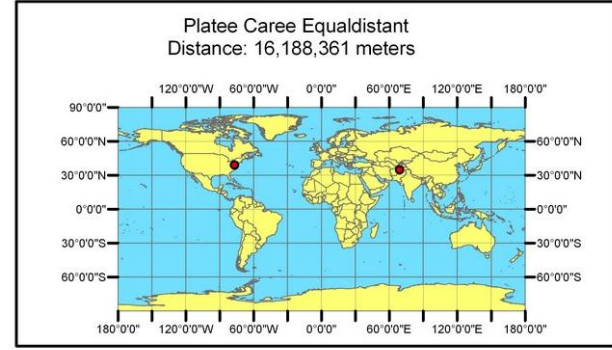 Platee Caree Equaldistant
Distance: 16,188,361 meters
120°0'0"W 60°0'0"W 0°0'0" 60°0'0"E 120°0'0"E 180°0'0"
90°0'0"
60°0'0"N 60°0'0"N
30°0'0"N 30°0'0"N
0°0'0" 0°0'0"
30°0'0"S 30°0'0"S
60°0'0"S 60°0'0"S
180°0'0" 120°0'0"W 60°0'0"W 0°0'0" 60°0'0"E 120°0'0"E 180°0'0"